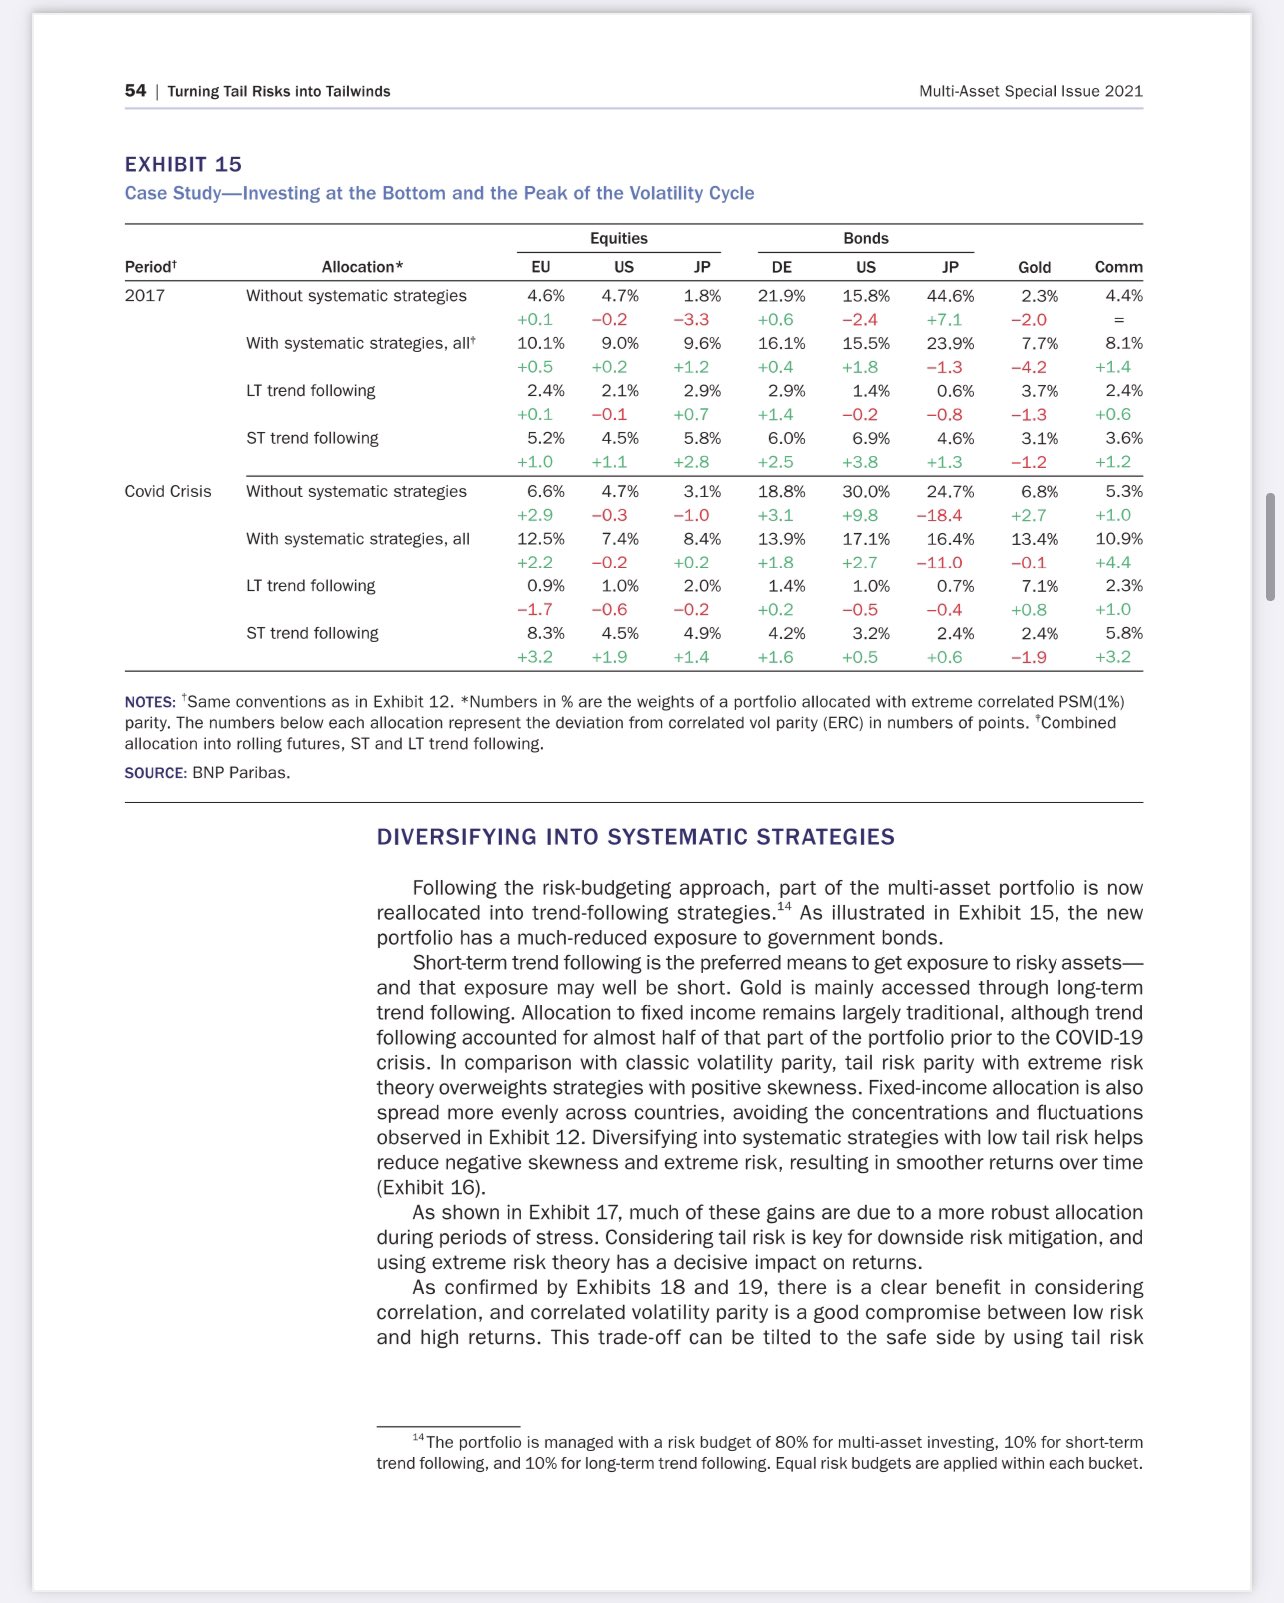 54 | Turning Tail Risks into Tailwinds Multi-Asset Special Issue 2021
EXHIBIT 15
Case Study—Investing at the Bottom and the Peak of the Volatility Cycle
Equities Bonds
Period† Allocation* EU US JP DE US JP Gold Comm
2017 Without systematic strategies 4.6% 4.7% 1.8% 21.9% 15.8% 44.6% 2.3% 4.4%
+0.1 −0.2 −3.3 +0.6 −2.4 +7.1 −2.0 =
With systematic strategies, all† 10.1% 9.0% 9.6% 16.1% 15.5% 23.9% 7.7% 8.1%
+0.5 +0.2 +1.2 +0.4 +1.8 −1.3 −4.2 +1.4
LT trend following 2.4% 2.1% 2.9% 2.9% 1.4% 0.6% 3.7% 2.4%
+0.1 −0.1 +0.7 +1.4 −0.2 −0.8 −1.3 +0.6
ST trend following 5.2% 4.5% 5.8% 6.0% 6.9% 4.6% 3.1% 3.6%
+1.0 +1.1 +2.8 +2.5 +3.8 +1.3 −1.2 +1.2
Covid Crisis Without systematic strategies 6.6% 4.7% 3.1% 18.8% 30.0% 24.7% 6.8% 5.3%
+2.9 −0.3 −1.0 +3.1 +9.8 −18.4 +2.7 +1.0
With systematic strategies, all 12.5% 7.4% 8.4% 13.9% 17.1% 16.4% 13.4% 10.9%
+2.2 −0.2 +0.2 +1.8 +2.7 −11.0 −0.1 +4.4
LT trend following 0.9% 1.0% 2.0% 1.4% 1.0% 0.7% 7.1% 2.3%
−1.7 −0.6 −0.2 +0.2 −0.5 −0.4 +0.8 +1.0
ST trend following 8.3% 4.5% 4.9% 4.2% 3.2% 2.4% 2.4% 5.8%
+3.2 +1.9 +1.4 +1.6 +0.5 +0.6 −1.9 +3.2
NOTES: †Same conventions as in Exhibit 12. *Numbers in % are the weights of a portfolio allocated with extreme correlated PSM(1%)
parity. The numbers below each allocation represent the deviation from correlated vol parity (ERC) in numbers of points. †Combined
allocation into rolling futures, ST and LT trend following.
SOURCE: BNP Paribas.
DIVERSIFYING INTO SYSTEMATIC STRATEGIES
Following the risk-budgeting approach, part of the multi-asset portfolio is now
reallocated into trend-following strategies.14 As illustrated in Exhibit 15, the new
portfolio has a much-reduced exposure to government bonds.
Short-term trend following is the preferred means to get exposure to risky assets—
and that exposure may well be short. Gold is mainly accessed through long-term
trend following. Allocation to fixed income remains largely traditional, although trend
following accounted for almost half of that part of the portfolio prior to the COVID-19
crisis. In comparison with classic volatility parity, tail risk parity with extreme risk
theory overweights strategies with positive skewness. Fixed-income allocation is also
spread more evenly across countries, avoiding the concentrations and fluctuations
observed in Exhibit 12. Diversifying into systematic strategies with low tail risk helps
reduce negative skewness and extreme risk, resulting in smoother returns over time
(Exhibit 16).
As shown in Exhibit 17, much of these gains are due to a more robust allocation
during periods of stress. Considering tail risk is key for downside risk mitigation, and
using extreme risk theory has a decisive impact on returns.
As confirmed by Exhibits 18 and 19, there is a clear benefit in considering
correlation, and correlated volatility parity is a good compromise between low risk
and high returns. This trade-off can be tilted to the safe side by using tail risk
14 The portfolio is managed with a risk budget of 80% for multi-asset investing, 10% for short-term
trend following, and 10% for long-term trend following. Equal risk budgets are applied within each bucket.